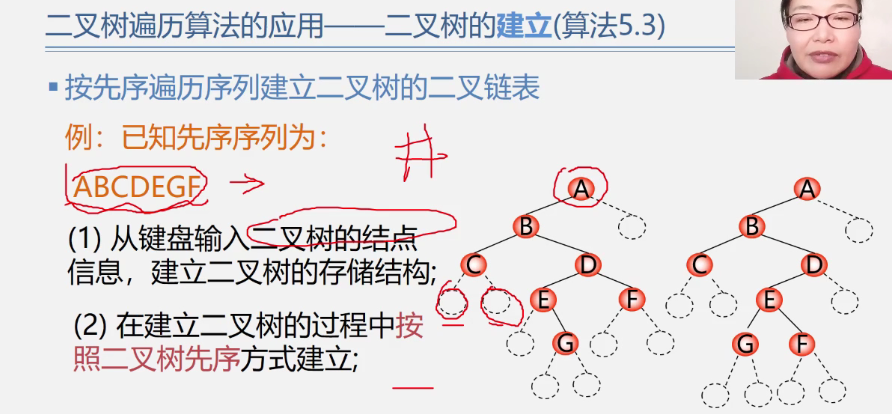 二叉树遍历算法的应用——二叉树的建立(算法5.3)
按先序遍历序列建立二叉树的二叉链表
例：已知先序序列为：
#
ABCDEGF
(1) 从键盘输入二叉树的结点
信息，建立二叉树的存储结构;
(2) 在建立二叉树的过程中按
照二叉树先序方式建立;
A
B
C D
E F
G
A
B
C D
E
G F